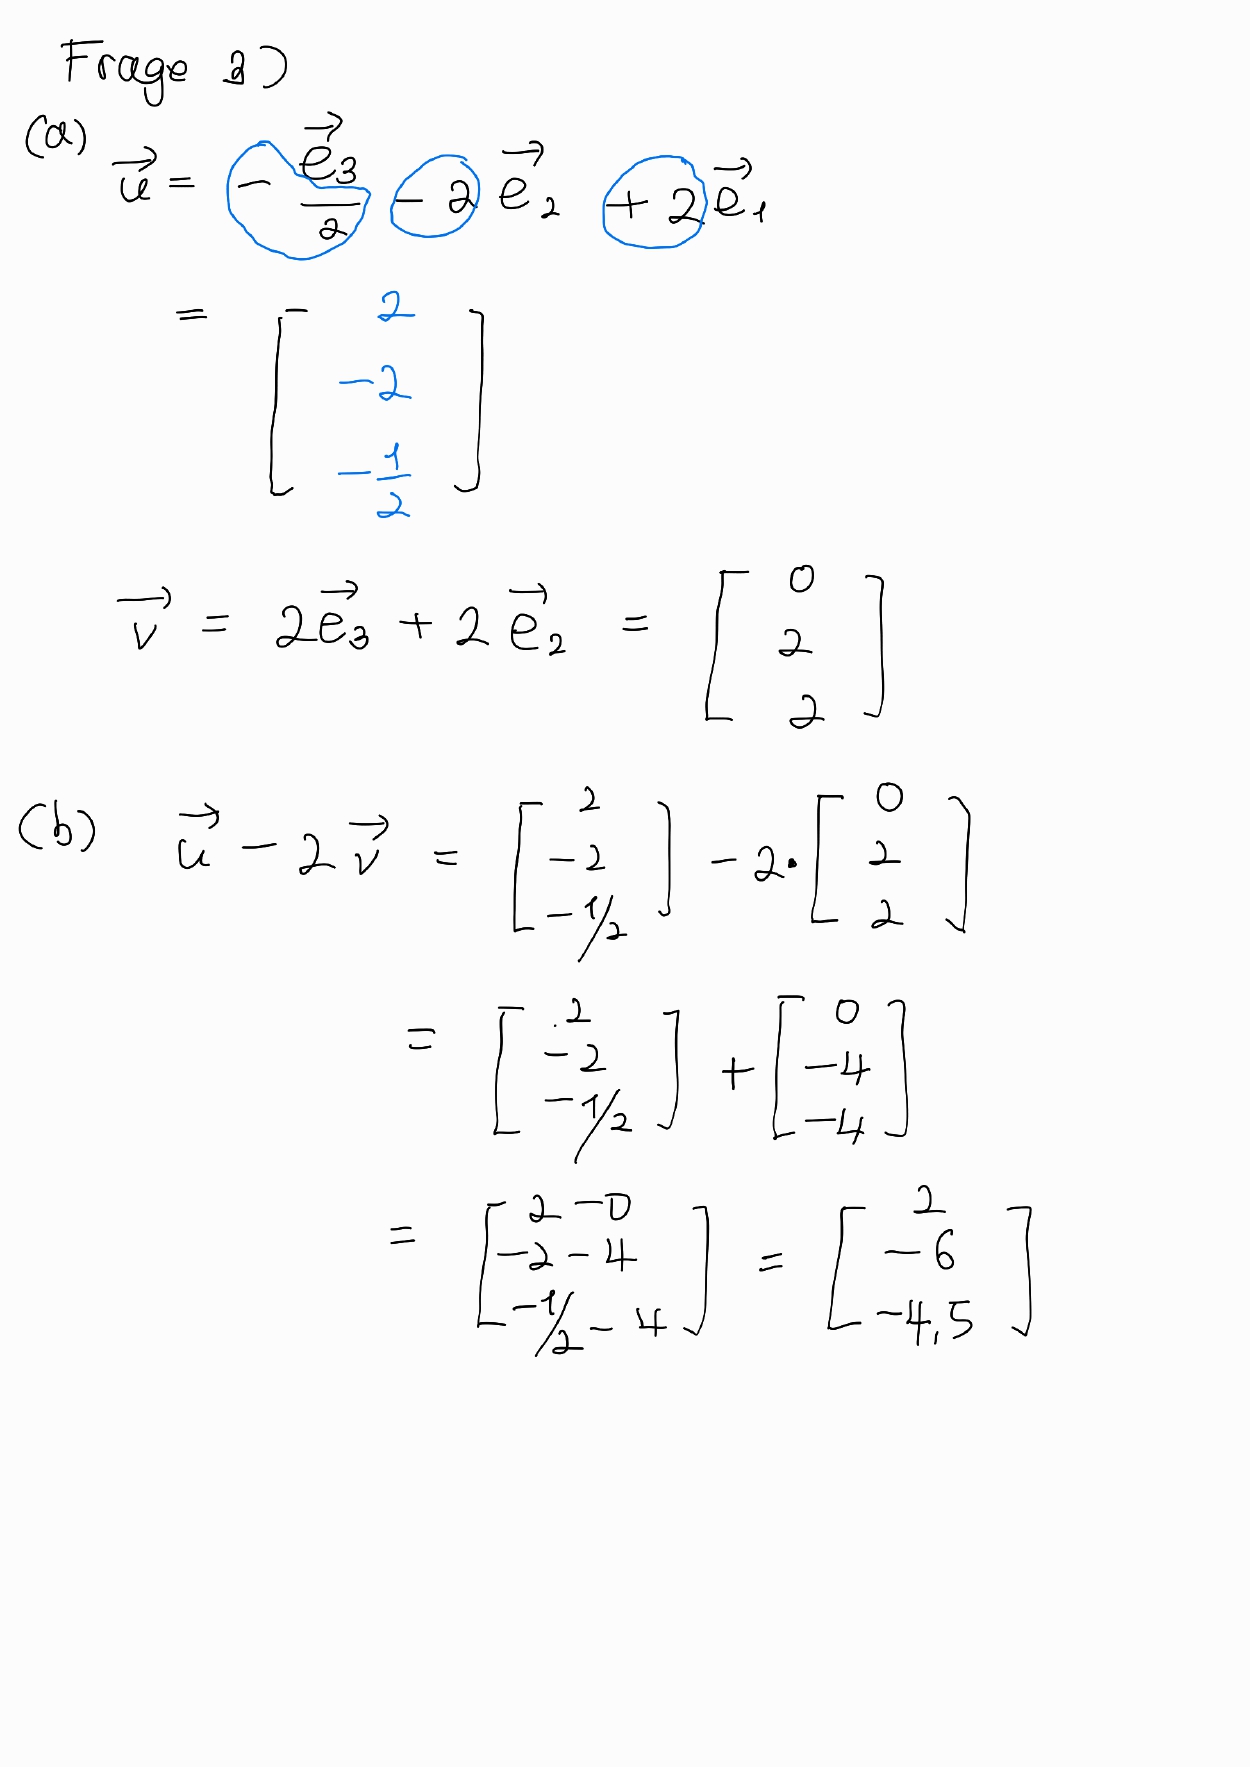 Frage 3)
(a) $\vec{u} = -\frac{\vec{e}_3}{2} - 2\vec{e}_2 + 2\vec{e}_1$
$= \begin{bmatrix} 2 \\ -2 \\ -\frac{1}{2} \end{bmatrix}$
$\vec{v} = 2\vec{e}_3 + 2\vec{e}_2 = \begin{bmatrix} 0 \\ 2 \\ 2 \end{bmatrix}$
(b) $\vec{u} - 2\vec{v} = \begin{bmatrix} 2 \\ -2 \\ -1/2 \end{bmatrix} - 2 \cdot \begin{bmatrix} 0 \\ 2 \\ 2 \end{bmatrix}$
$= \begin{bmatrix} 2 \\ -2 \\ -1/2 \end{bmatrix} + \begin{bmatrix} 0 \\ -4 \\ -4 \end{bmatrix}$
$= \begin{bmatrix} 2 - 0 \\ -2 - 4 \\ -1/2 - 4 \end{bmatrix} = \begin{bmatrix} 2 \\ -6 \\ -4,5 \end{bmatrix}$